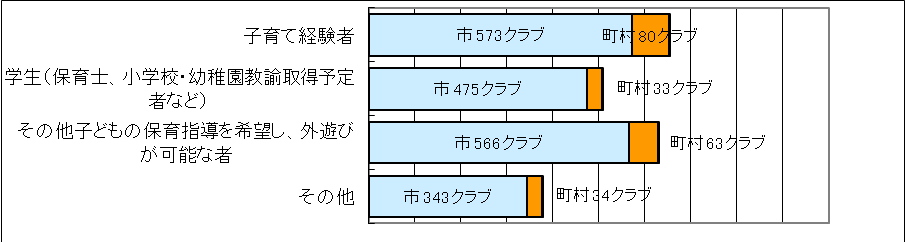 子育て経験者
市573クラブ
町村80クラブ
学生（保育士、小学校・幼稚園教諭取得予定
者など）
市475クラブ
町村33クラブ
その他子どもの保育指導を希望し、外遊び
が可能な者
市566クラブ
町村63クラブ
その他
市343クラブ
町村34クラブ